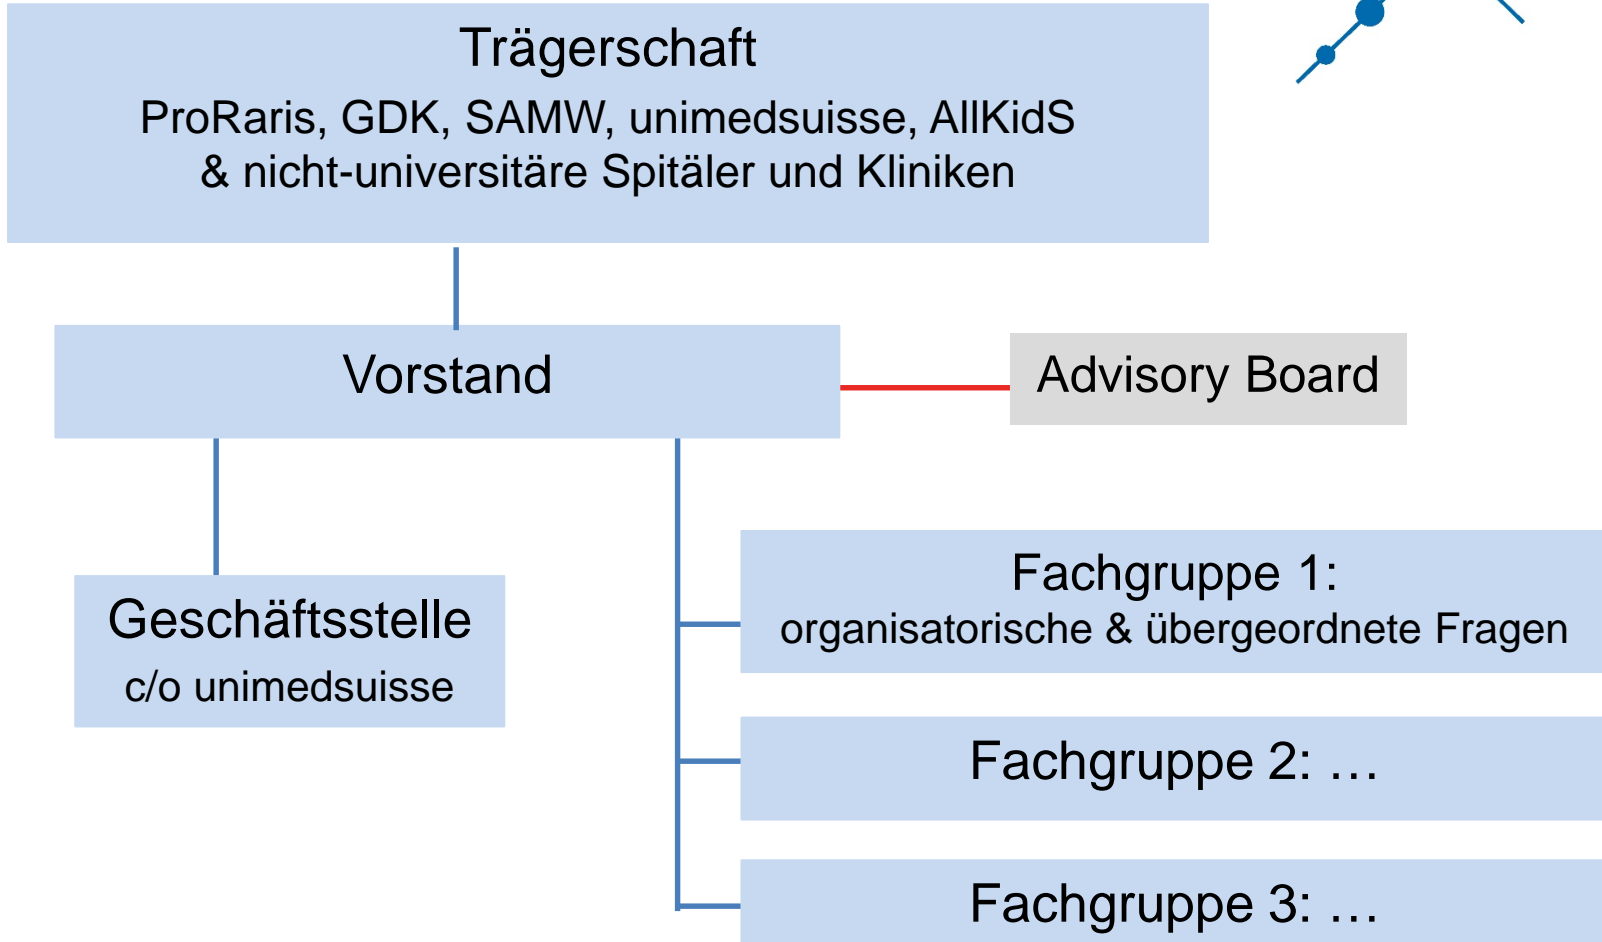 Trägerschaft
ProRaris, GDK, SAMW, unimedsuisse, AllKidS
& nicht-universitäre Spitäler und Kliniken
Vorstand
Advisory Board
Geschäftsstelle
c/o unimedsuisse
Fachgruppe 1:
organisatorische & übergeordnete Fragen
Fachgruppe 2: …
Fachgruppe 3: …